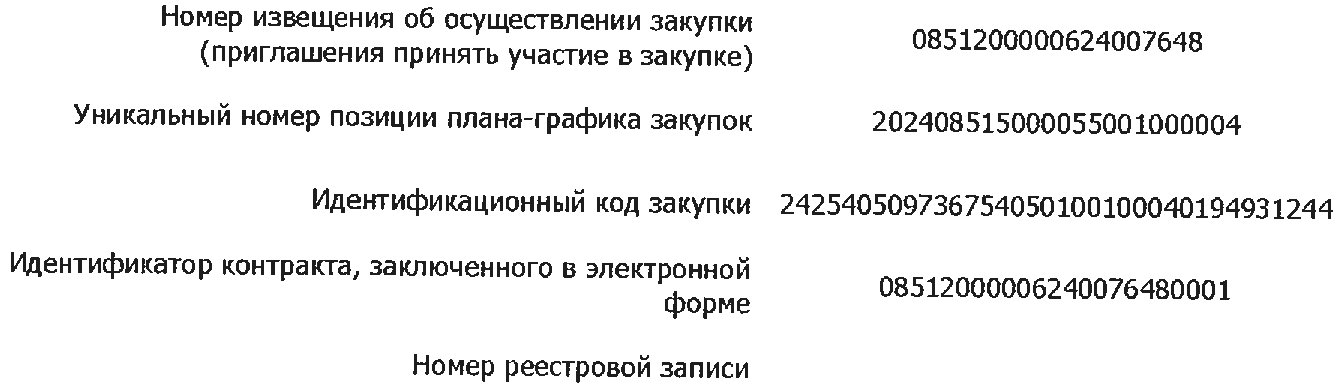 Номер извещения об осуществлении закупки
(приглашения принять участие в закупке)
0851200000624007648
Уникальный номер позиции плана-графика закупок
202408515000055001000004
Идентификационный код закупки
242540509736754050100100040194931244
Идентификатор контракта, заключенного в электронной
форме
08512000006240076480001
Номер реестровой записи